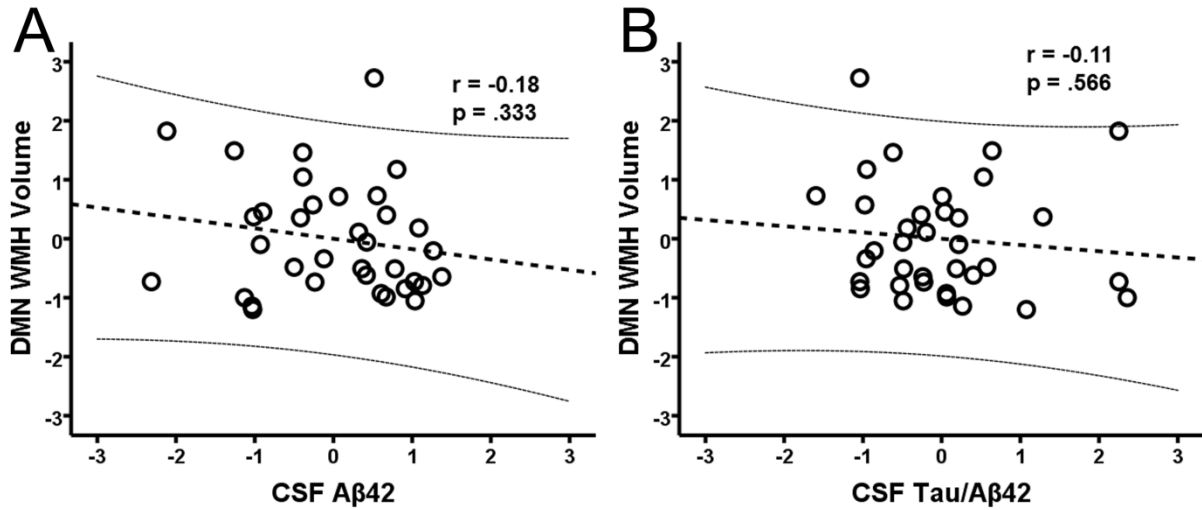 A
DMN WMH Volume
3
2
1
0
-1
-2
-3
r = -0.18
p = .333
-3
-2
-1
0
1
2
3
CSF Aβ42
B
DMN WMH Volume
3
2
1
0
-1
-2
-3
r = -0.11
p = .566
-3
-2
-1
0
1
2
3
CSF Tau/Aβ42